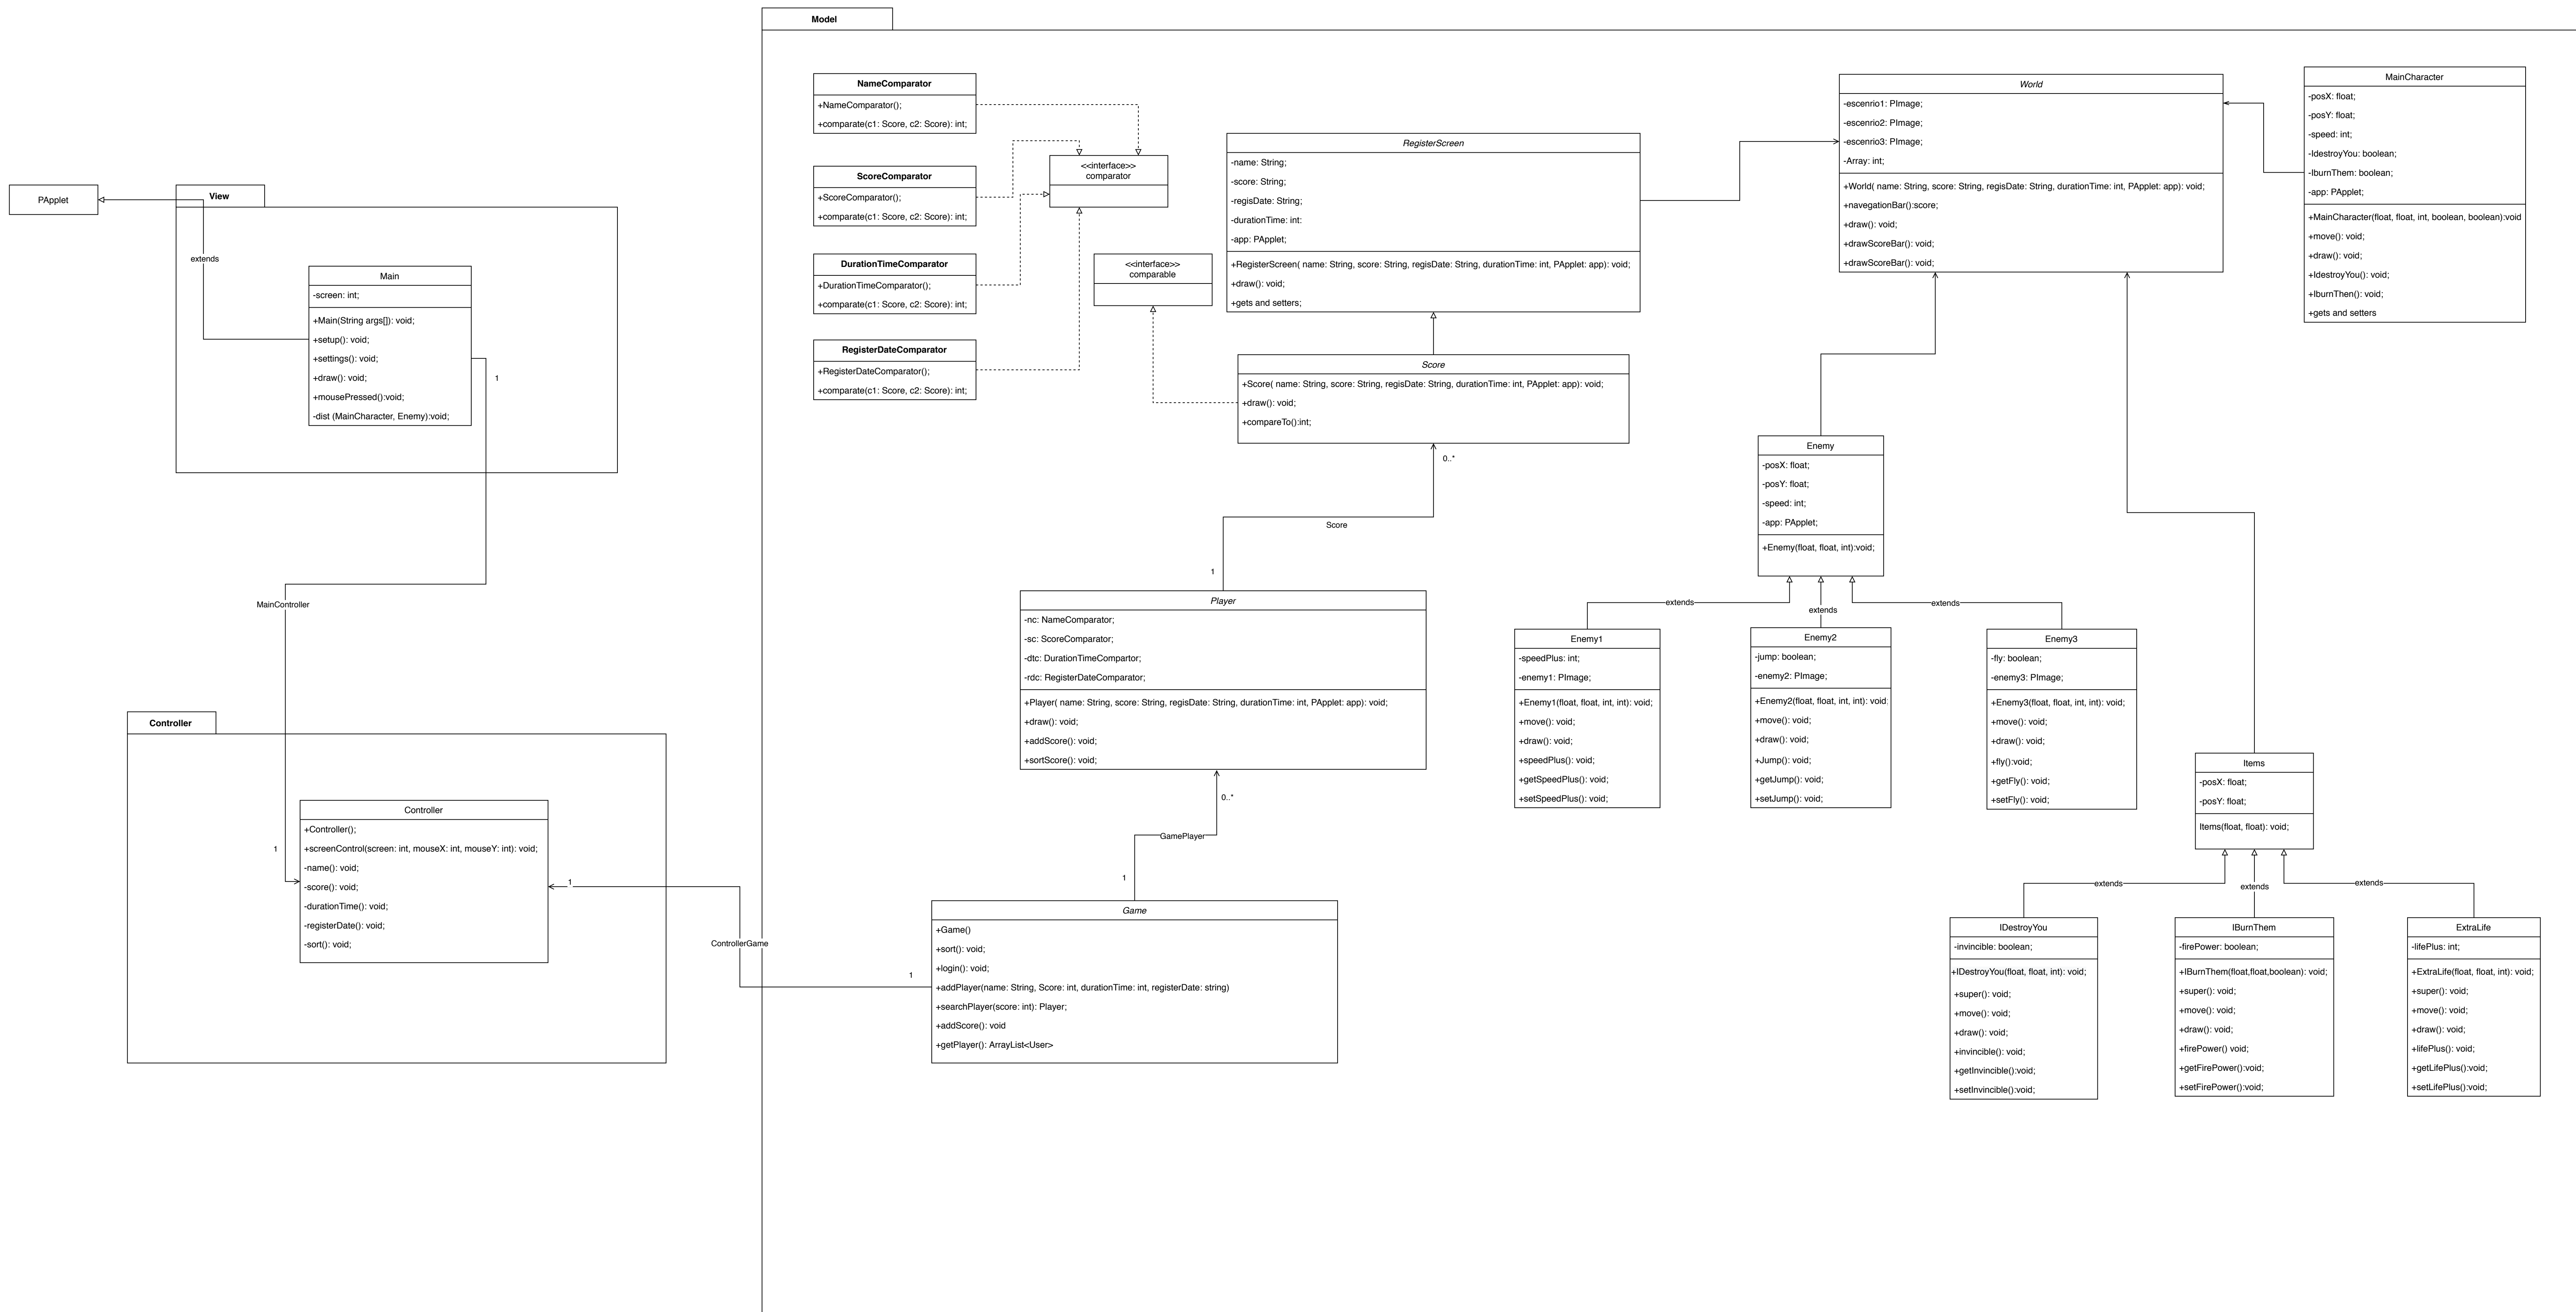 Model
NameComparator
+NameComparator();
+comparate(c1: Score, c2: Score): int;
ScoreComparator
+ScoreComparator();
+comparate(c1: Score, c2: Score): int;
DurationTimeComparator
+DurationTimeComparator();
+comparate(c1: Score, c2: Score): int;
RegisterDateComparator
+RegisterDateComparator();
+comparate(c1: Score, c2: Score): int;
<<interface>>
comparator
<<interface>>
comparable
RegisterScreen
-name: String;
-score: String;
-regisDate: String;
-durationTime: int:
-app: PApplet;
+RegisterScreen( name: String, score: String, regisDate: String, durationTime: int, PApplet: app): void;
+draw(): void;
+gets and setters;
Score
+Score( name: String, score: String, regisDate: String, durationTime: int, PApplet: app): void;
+draw(): void;
+compareTo():int;
0..*
Score
1
Player
-nc: NameComparator;
-sc: ScoreComparator;
-dtc: DurationTimeCompartor;
-rdc: RegisterDateComparator;
+Player( name: String, score: String, regisDate: String, durationTime: int, PApplet: app): void;
+draw(): void;
+addScore(): void;
+sortScore(): void;
0..*
GamePlayer
1
Game
+Game()
+sort(): void;
+login(): void;
+addPlayer(name: String, Score: int, durationTime: int, registerDate: string)
+searchPlayer(score: int): Player;
+addScore(): void
+getPlayer(): ArrayList<User>
World
-escenrio1: PImage;
-escenrio2: PImage;
-escenrio3: PImage;
-Array: int;
+World( name: String, score: String, regisDate: String, durationTime: int, PApplet: app): void;
+navegationBar():score;
+draw(): void;
+drawScoreBar(): void;
+drawScoreBar(): void;
MainCharacter
-posX: float;
-posY: float;
-speed: int;
-IdestroyYou: boolean;
-IburnThem: boolean;
-app: PApplet;
+MainCharacter(float, float, int, boolean, boolean):void
+move(): void;
+draw(): void;
+IdestroyYou(): void;
+IburnThen(): void;
+gets and setters
Enemy
-posX: float;
-posY: float;
-speed: int;
-app: PApplet;
+Enemy(float, float, int):void;
extends
extends
extends
Enemy1
-speedPlus: int;
-enemy1: PImage;
+Enemy1(float, float, int, int): void;
+move(): void;
+draw(): void;
+speedPlus(): void;
+getSpeedPlus(): void;
+setSpeedPlus(): void;
Enemy2
-jump: boolean;
-enemy2: PImage;
+Enemy2(float, float, int, int): void;
+move(): void;
+draw(): void;
+Jump(): void;
+getJump(): void;
+setJump(): void;
Enemy3
-fly: boolean;
-enemy3: PImage;
+Enemy3(float, float, int, int): void;
+move(): void;
+draw(): void;
+fly():void;
+getFly(): void;
+setFly(): void;
Items
-posX: float;
-posY: float;
Items(float, float): void;
extends
extends
extends
IDestroyYou
-invincible: boolean;
+IDestroyYou(float, float, int): void;
+super(): void;
+move(): void;
+draw(): void;
+invincible(): void;
+getInvincible():void;
+setInvincible():void;
IBurnThem
-firePower: boolean;
+IBurnThem(float,float,boolean): void;
+super(): void;
+move(): void;
+draw(): void;
+firePower() void;
+getFirePower():void;
+setFirePower():void;
ExtraLife
-lifePlus: int;
+ExtraLife(float, float, int): void;
+super(): void;
+move(): void;
+draw(): void;
+lifePlus(): void;
+getLifePlus():void;
+setLifePlus():void;
PApplet
View
extends
Main
-screen: int;
+Main(String args[]): void;
+setup(): void;
+settings(): void;
+draw(): void;
+mousePressed():void;
-dist (MainCharacter, Enemy):void;
1
MainController
1
Controller
Controller
+Controller();
+screenControl(screen: int, mouseX: int, mouseY: int): void;
-name(): void;
-score(): void;
-durationTime(): void;
-registerDate(): void;
-sort(): void;
1
ControllerGame
1